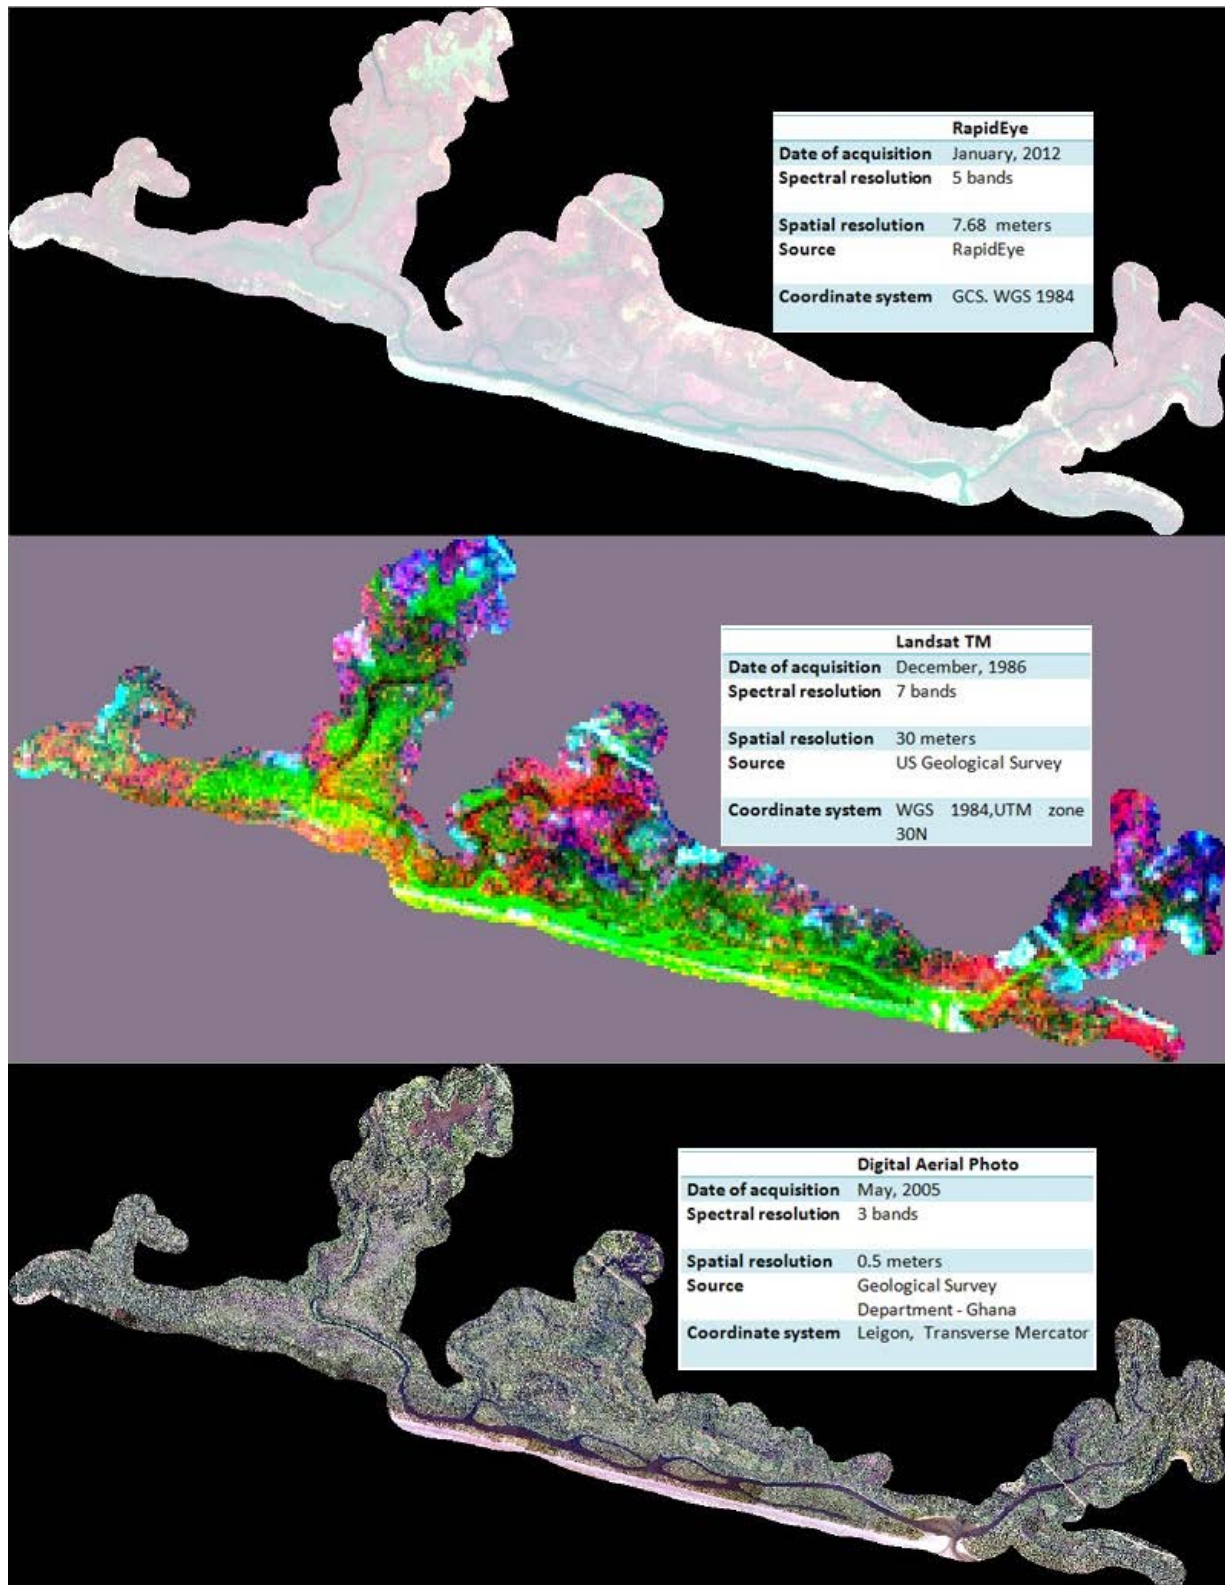 RapidEye
Date of acquisition January, 2012
Spectral resolution 5 bands
Spatial resolution 7.68 meters
Source RapidEye
Coordinate system GCS. WGS 1984
Landsat TM
Date of acquisition December, 1986
Spectral resolution 7 bands
Spatial resolution 30 meters
Source US Geological Survey
Coordinate system WGS 1984,UTM zone
30N
Digital Aerial Photo
Date of acquisition May, 2005
Spectral resolution 3 bands
Spatial resolution 0.5 meters
Source Geological Survey
Department - Ghana
Coordinate system Leigon, Transverse Mercator